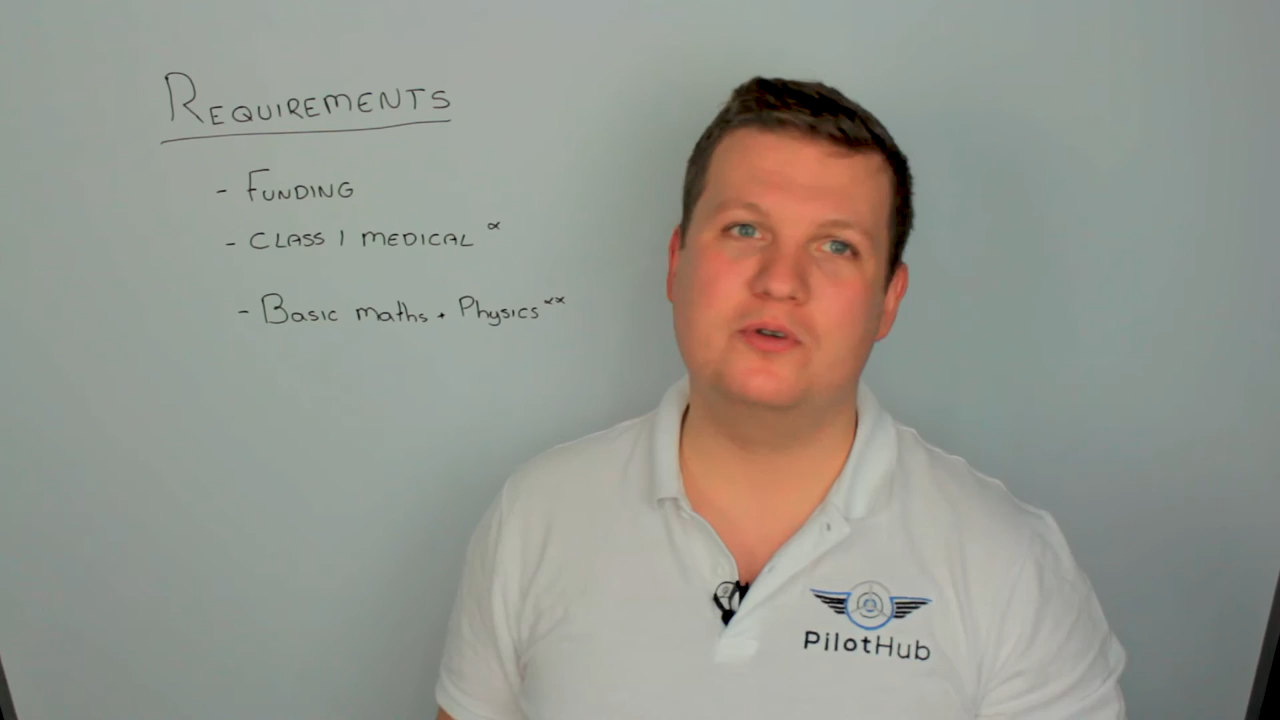 REQUIREMENTS
- FUNDING
- CLASS 1 MEDICAL *
- Basic maths + Physics **
PilotHub